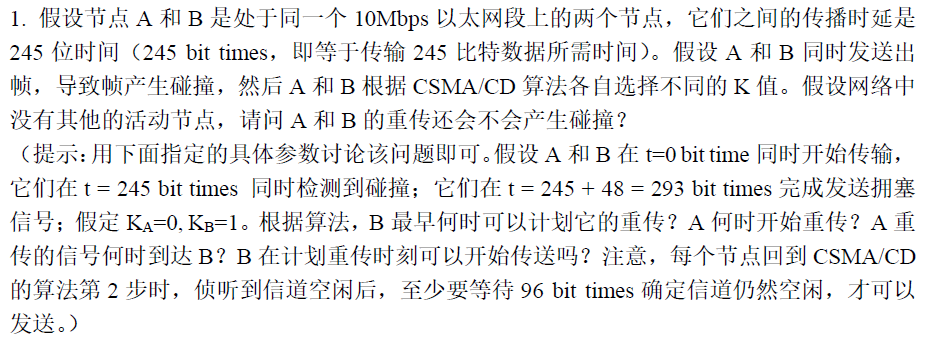 1. 假设节点 A 和 B 是处于同一个 10Mbps 以太网段上的两个节点，它们之间的传播时延是
245 位时间（245 bit times，即等于传输 245 比特数据所需时间）。假设 A 和 B 同时发送出
帧，导致帧产生碰撞，然后 A 和 B 根据 CSMA/CD 算法各自选择不同的 K 值。假设网络中
没有其他的活动节点，请问 A 和 B 的重传还会不会产生碰撞？
（提示：用下面指定的具体参数讨论该问题即可。假设 A 和 B 在 t=0 bit time 同时开始传输，
它们在 t = 245 bit times 同时检测到碰撞；它们在 t = 245 + 48 = 293 bit times 完成发送拥塞
信号；假定 KA=0, KB=1。根据算法，B 最早何时可以计划它的重传？A 何时开始重传？A 重
传的信号何时到达 B？B 在计划重传时刻可以开始传送吗？注意，每个节点回到 CSMA/CD
的算法第 2 步时，侦听到信道空闲后，至少要等待 96 bit times 确定信道仍然空闲，才可以
发送。）